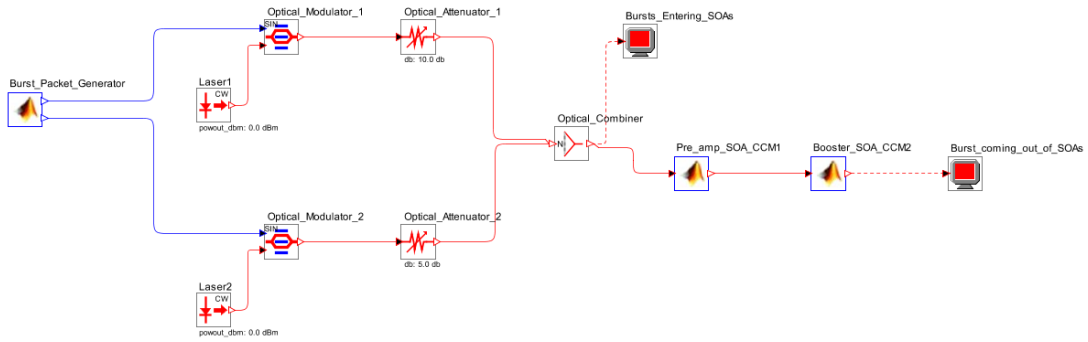 Optical_Modulator_1
Optical_Attenuator_1
Bursts_Entering_SOAs
SIN
db: 10.0 db
Burst_Packet_Generator
Laser1
CW
powout_dbm: 0.0 dBm
Optical_Combiner
N
Pre_amp_SOA_CCM1
Booster_SOA_CCM2
Burst_coming_out_of_SOAs
Optical_Modulator_2
Optical_Attenuator_2
SIN
db: 5.0 db
Laser2
CW
powout_dbm: 0.0 dBm